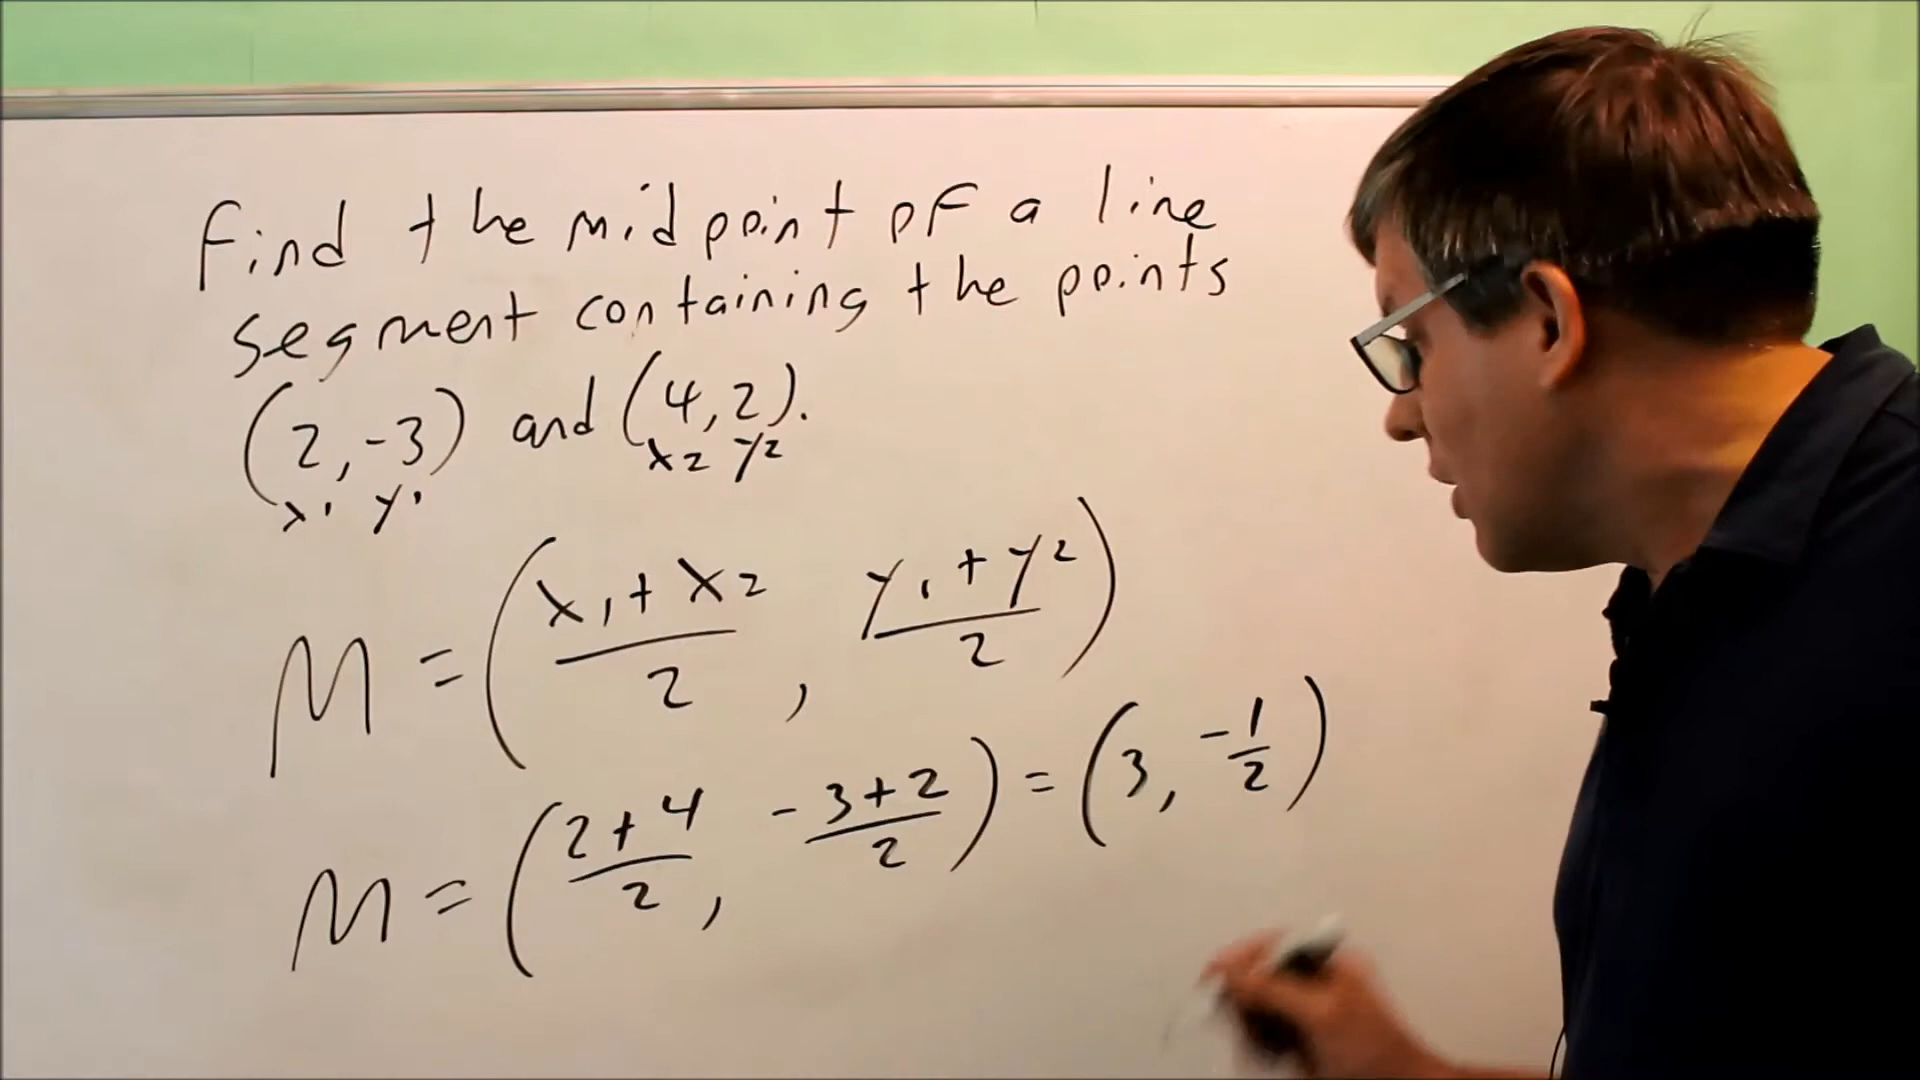 Find the midpoint of a line
segment containing the points
(2, -3) and (4, 2).
x1 y1 x2 y2
M = (x1 + x2 / 2, y1 + y2 / 2)
M = (2 + 4 / 2, -3 + 2 / 2) = (3, -1/2)